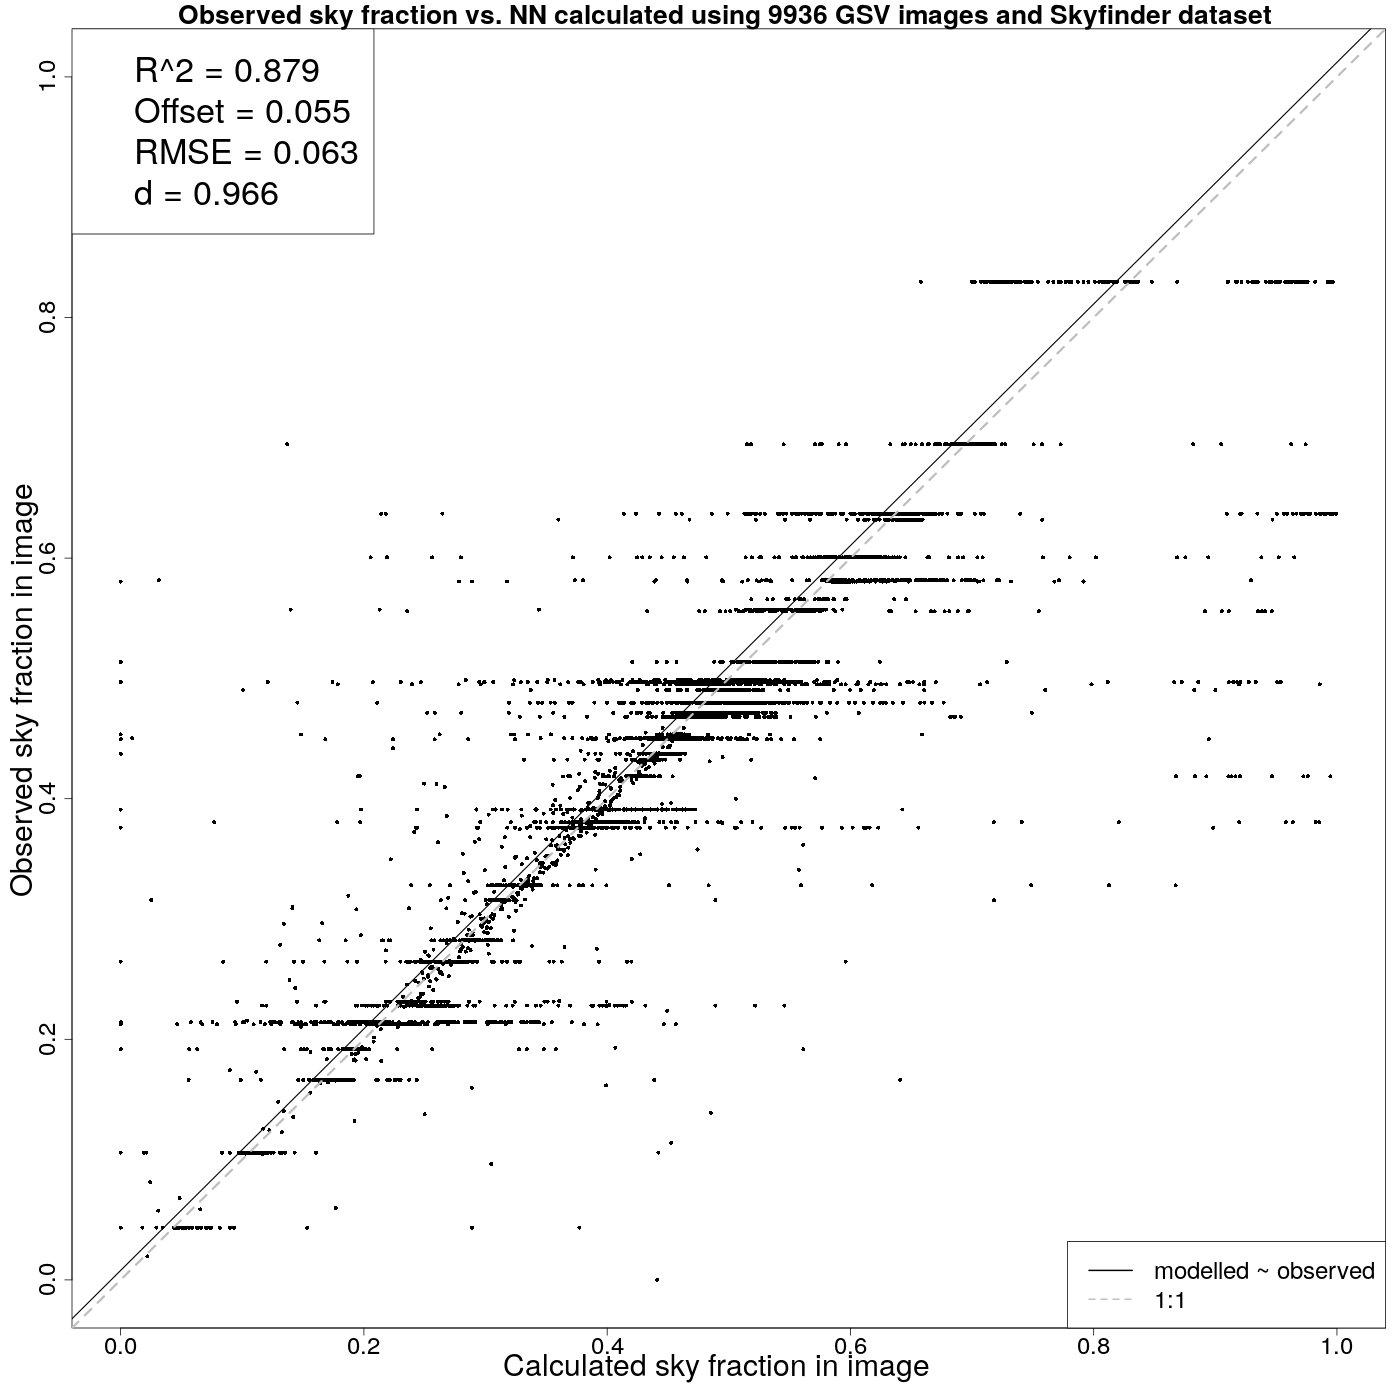 Observed sky fraction vs. NN calculated using 9936 GSV images and Skyfinder dataset
R^2 = 0.879
Offset = 0.055
RMSE = 0.063
d = 0.966
Observed sky fraction in image
1.0
0.8
0.6
0.4
0.2
0.0
modelled ~ observed
1:1
0.0 0.2 0.4 0.6 0.8 1.0
Calculated sky fraction in image